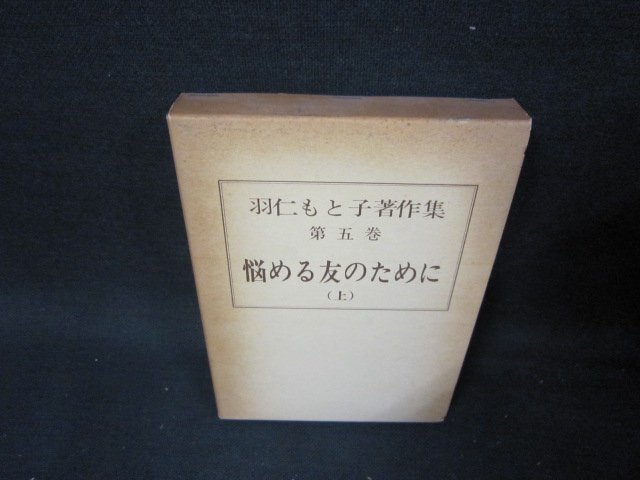 羽仁もと子著作集
第五巻
悩める友のために
（上）